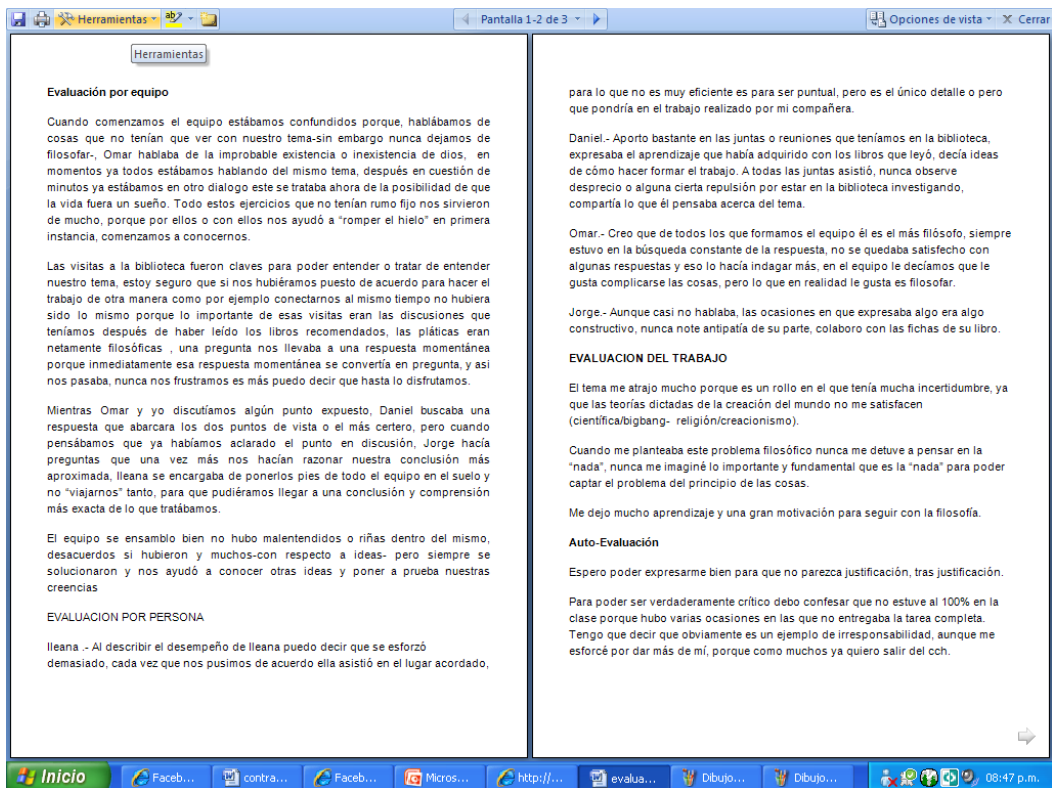 Herramientas
Pantalla 1-2 de 3
Opciones de vista
Cerrar
Herramientas
Evaluación por equipo
Cuando comenzamos el equipo estábamos confundidos porque, hablábamos de
cosas que no tenían que ver con nuestro tema-sin embargo nunca dejamos de
filosofar-, Omar hablaba de la improbable existencia o inexistencia de dios, en
momentos ya todos estábamos hablando del mismo tema, después en cuestión de
minutos ya estábamos en otro dialogo este se trataba ahora de la posibilidad de que
la vida fuera un sueño. Todo estos ejercicios que no tenían rumo fijo nos sirvieron
de mucho, porque por ellos o con ellos nos ayudó a “romper el hielo” en primera
instancia, comenzamos a conocernos.
Las visitas a la biblioteca fueron claves para poder entender o tratar de entender
nuestro tema, estoy seguro que si nos hubiéramos puesto de acuerdo para hacer el
trabajo de otra manera como por ejemplo conectarnos al mismo tiempo no hubiera
sido lo mismo porque lo importante de esas visitas eran las discusiones que
teníamos después de haber leído los libros recomendados, las pláticas eran
netamente filosóficas , una pregunta nos llevaba a una respuesta momentánea
porque inmediatamente esa respuesta momentánea se convertía en pregunta, y asi
nos pasaba, nunca nos frustramos es más puedo decir que hasta lo disfrutamos.
Mientras Omar y yo discutíamos algún punto expuesto, Daniel buscaba una
respuesta que abarcara los dos puntos de vista o el más certero, pero cuando
pensábamos que ya habíamos aclarado el punto en discusión, Jorge hacía
preguntas que una vez más nos hacían razonar nuestra conclusión más
aproximada, Ileana se encargaba de ponerlos pies de todo el equipo en el suelo y
no “viajarnos” tanto, para que pudiéramos llegar a una conclusión y comprensión
más exacta de lo que tratábamos.
El equipo se ensamblo bien no hubo malentendidos o riñas dentro del mismo,
desacuerdos si hubieron y muchos-con respecto a ideas- pero siempre se
solucionaron y nos ayudó a conocer otras ideas y poner a prueba nuestras
creencias
EVALUACION POR PERSONA
Ileana .- Al describir el desempeño de Ileana puedo decir que se esforzó
demasiado, cada vez que nos pusimos de acuerdo ella asistió en el lugar acordado,
para lo que no es muy eficiente es para ser puntual, pero es el único detalle o pero
que pondría en el trabajo realizado por mi compañera.
Daniel.- Aporto bastante en las juntas o reuniones que teníamos en la biblioteca,
expresaba el aprendizaje que había adquirido con los libros que leyó, decía ideas
de cómo hacer formar el trabajo. A todas las juntas asistió, nunca observe
desprecio o alguna cierta repulsión por estar en la biblioteca investigando,
compartía lo que él pensaba acerca del tema.
Omar.- Creo que de todos los que formamos el equipo él es el más filósofo, siempre
estuvo en la búsqueda constante de la respuesta, no se quedaba satisfecho con
algunas respuestas y eso lo hacía indagar más, en el equipo le decíamos que le
gusta complicarse las cosas, pero lo que en realidad le gusta es filosofar.
Jorge.- Aunque casi no hablaba, las ocasiones en que expresaba algo era algo
constructivo, nunca note antipatía de su parte, colaboro con las fichas de su libro.
EVALUACION DEL TRABAJO
El tema me atrajo mucho porque es un rollo en el que tenía mucha incertidumbre, ya
que las teorías dictadas de la creación del mundo no me satisfacen
(científica/bigbang- religión/creacionismo).
Cuando me planteaba este problema filosófico nunca me detuve a pensar en la
“nada”, nunca me imaginé lo importante y fundamental que es la “nada” para poder
captar el problema del principio de las cosas.
Me dejo mucho aprendizaje y una gran motivación para seguir con la filosofía.
Auto-Evaluación
Espero poder expresarme bien para que no parezca justificación, tras justificación.
Para poder ser verdaderamente crítico debo confesar que no estuve al 100% en la
clase porque hubo varias ocasiones en las que no entregaba la tarea completa.
Tengo que decir que obviamente es un ejemplo de irresponsabilidad, aunque me
esforcé por dar más de mí, porque como muchos ya quiero salir del cch.
Inicio
Faceb...
contra...
Faceb...
Micros...
http://...
evalua...
Dibujo...
Dibujo...
08:47 p.m.